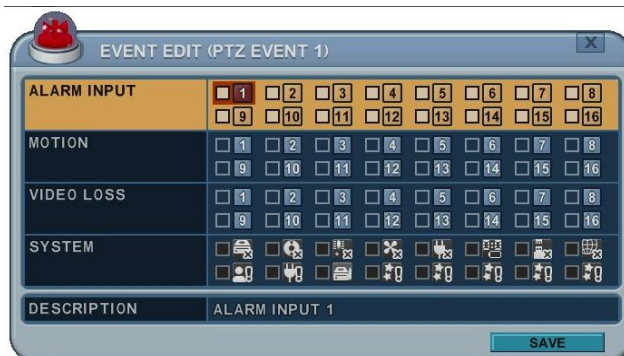 EVENT EDIT (PTZ EVENT 1)
X
ALARM INPUT
1 2 3 4 5 6 7 8
9 10 11 12 13 14 15 16
MOTION
1 2 3 4 5 6 7 8
9 10 11 12 13 14 15 16
VIDEO LOSS
1 2 3 4 5 6 7 8
9 10 11 12 13 14 15 16
SYSTEM
DESCRIPTION
ALARM INPUT 1
SAVE